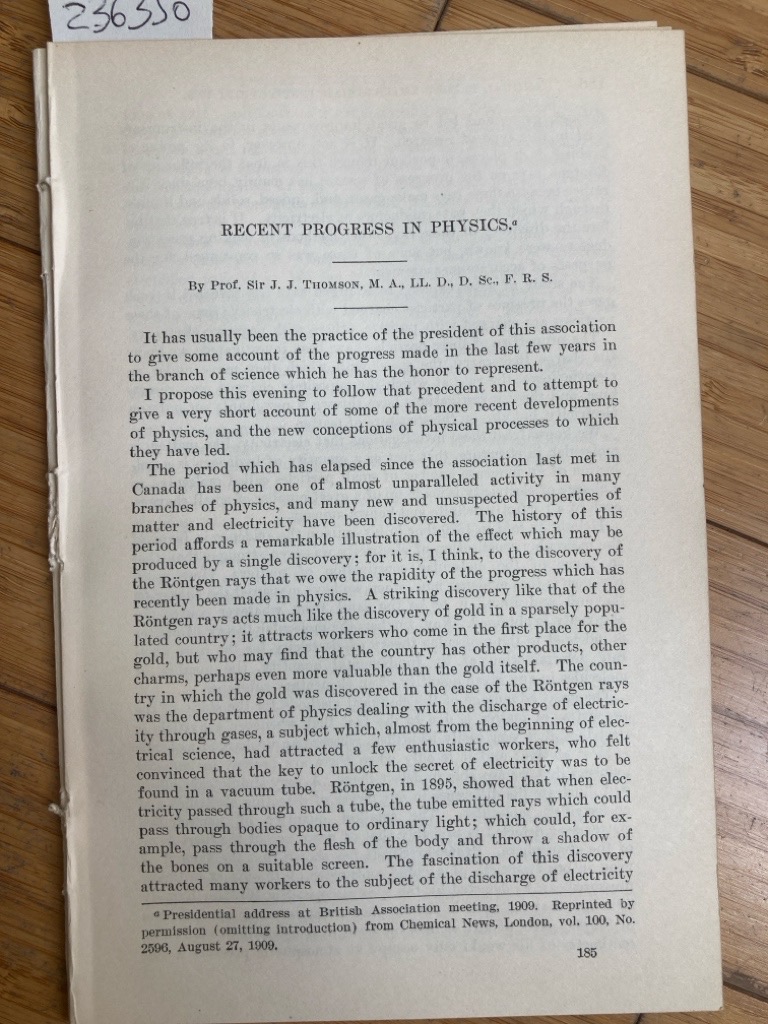 236350
RECENT PROGRESS IN PHYSICS.a
By Prof. Sir J. J. THOMSON, M. A., LL. D., D. Sc., F. R. S.
It has usually been the practice of the president of this association
to give some account of the progress made in the last few years in
the branch of science which he has the honor to represent.
I propose this evening to follow that precedent and to attempt to
give a very short account of some of the more recent developments
of physics, and the new conceptions of physical processes to which
they have led.
The period which has elapsed since the association last met in
Canada has been one of almost unparalleled activity in many
branches of physics, and many new and unsuspected properties of
matter and electricity have been discovered. The history of this
period affords a remarkable illustration of the effect which may be
produced by a single discovery; for it is, I think, to the discovery of
the Röntgen rays that we owe the rapidity of the progress which has
recently been made in physics. A striking discovery like that of the
Röntgen rays acts much like the discovery of gold in a sparsely popu-
lated country; it attracts workers who come in the first place for the
gold, but who may find that the country has other products, other
charms, perhaps even more valuable than the gold itself. The coun-
try in which the gold was discovered in the case of the Röntgen rays
was the department of physics dealing with the discharge of electric-
ity through gases, a subject which, almost from the beginning of elec-
trical science, had attracted a few enthusiastic workers, who felt
convinced that the key to unlock the secret of electricity was to be
found in a vacuum tube. Röntgen, in 1895, showed that when elec-
tricity passed through such a tube, the tube emitted rays which could
pass through bodies opaque to ordinary light; which could, for ex-
ample, pass through the flesh of the body and throw a shadow of
the bones on a suitable screen. The fascination of this discovery
attracted many workers to the subject of the discharge of electricity
a Presidential address at British Association meeting, 1909. Reprinted by
permission (omitting introduction) from Chemical News, London, vol. 100, No.
2596, August 27, 1909.
185